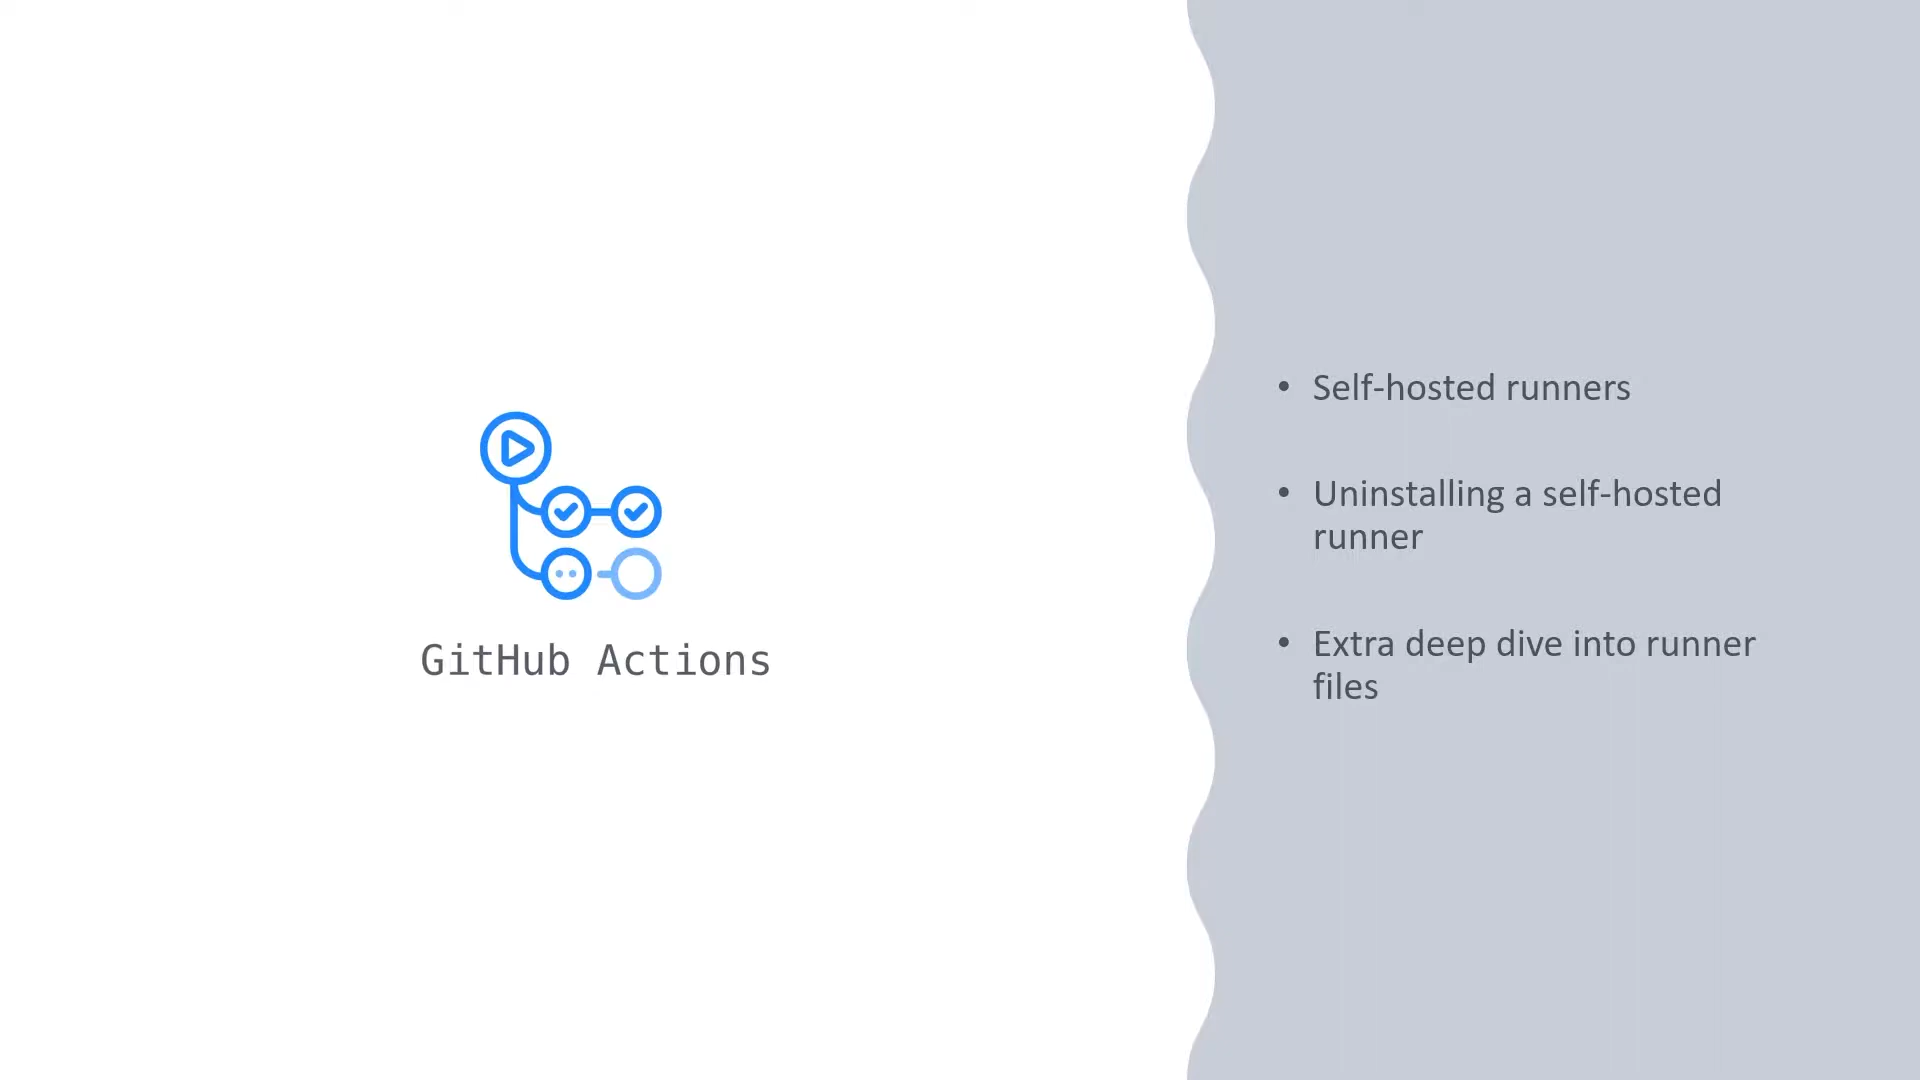 GitHub Actions
• Self-hosted runners
• Uninstalling a self-hosted
runner
• Extra deep dive into runner
files